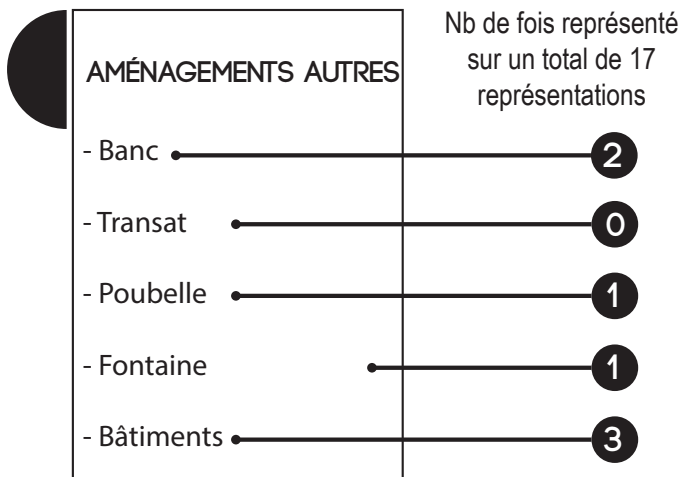 Nb de fois représenté
sur un total de 17
représentations
AMÉNAGEMENTS AUTRES
- Banc 2
- Transat 0
- Poubelle 1
- Fontaine 1
- Bâtiments 3